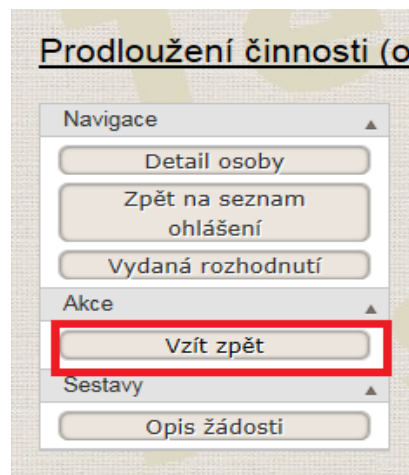 Prodloužení činnosti (o
Navigace
Detail osoby
Zpět na seznam
ohlášení
Vydaná rozhodnutí
Akce
Vzít zpět
Sestavy
Opis žádosti